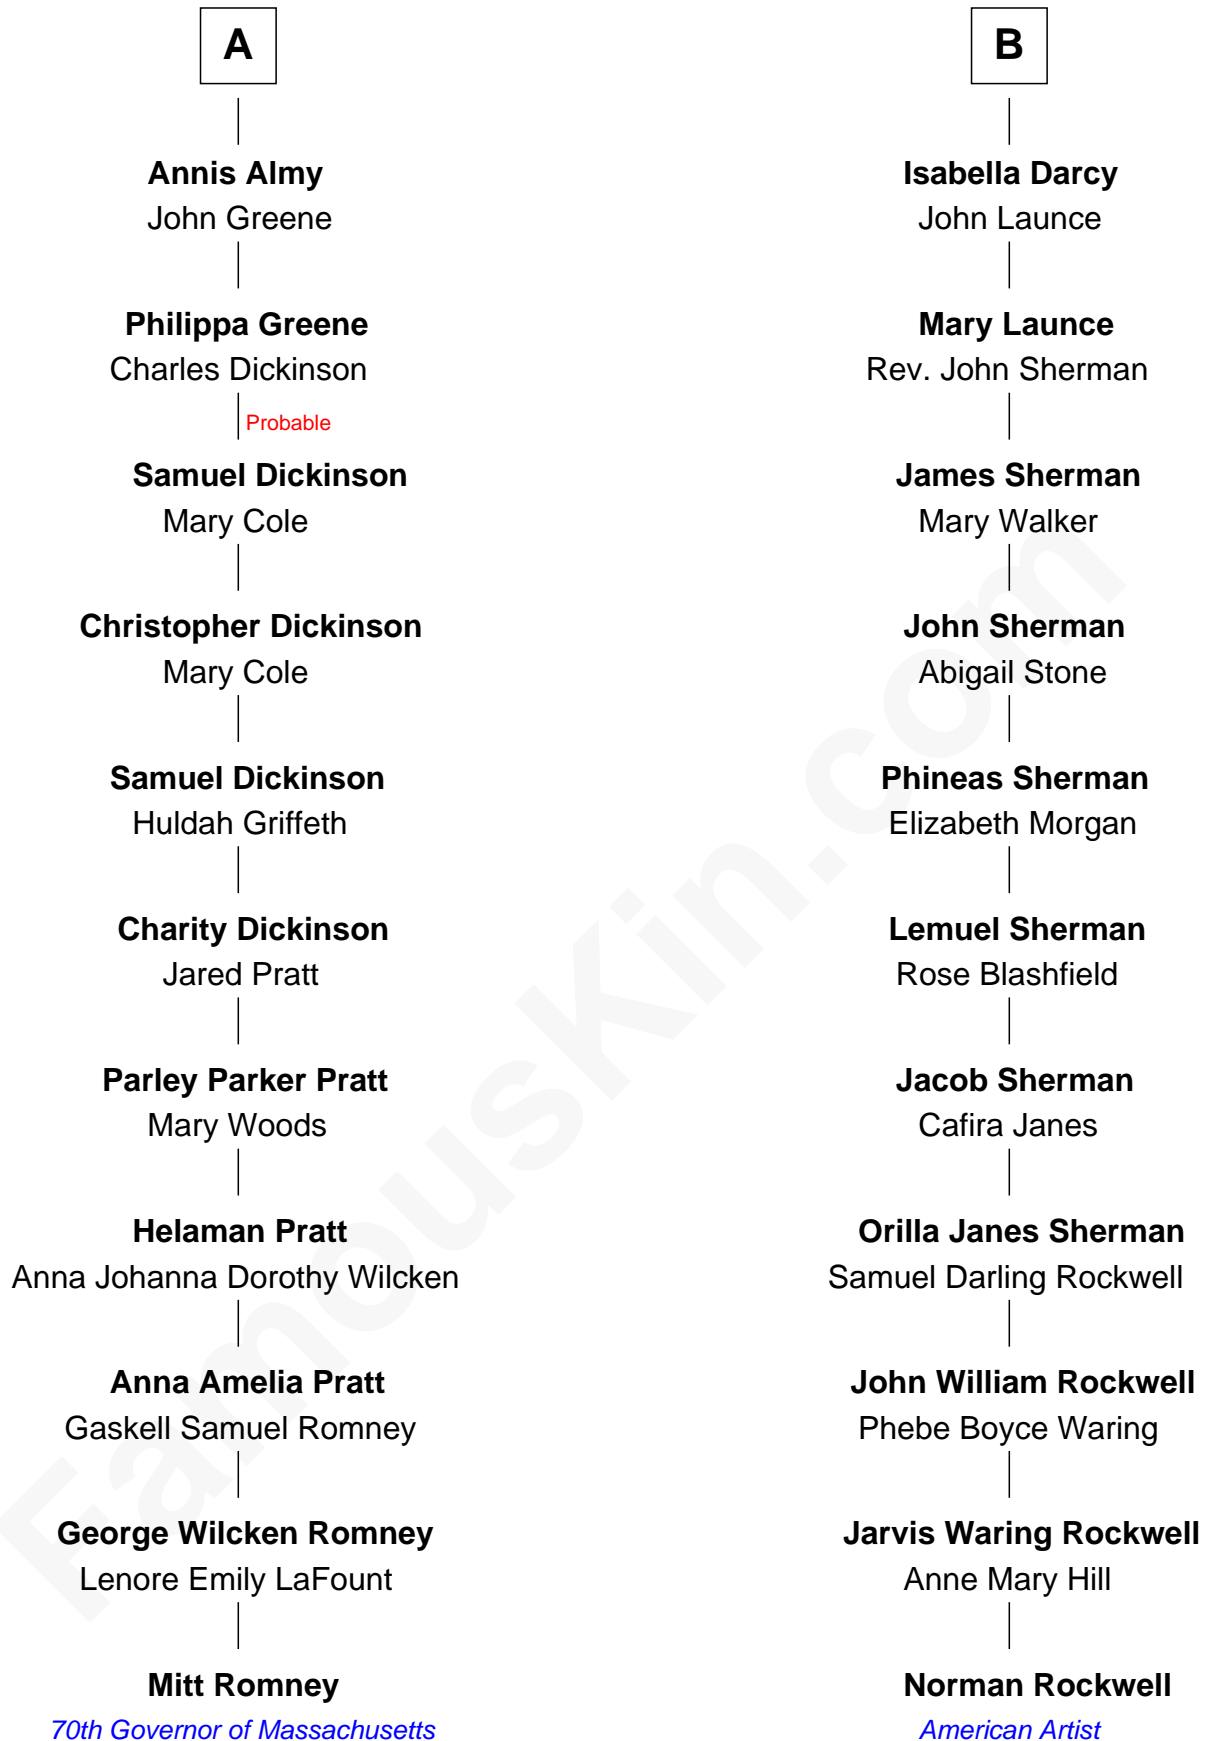 A
Annis Almy
John Greene
Philippa Greene
Charles Dickinson
Probable
Samuel Dickinson
Mary Cole
Christopher Dickinson
Mary Cole
Samuel Dickinson
Huldah Griffeth
Charity Dickinson
Jared Pratt
Parley Parker Pratt
Mary Woods
Helaman Pratt
Anna Johanna Dorothy Wilcken
Anna Amelia Pratt
Gaskell Samuel Romney
George Wilcken Romney
Lenore Emily LaFount
Mitt Romney
70th Governor of Massachusetts
B
Isabella Darcy
John Launce
Mary Launce
Rev. John Sherman
James Sherman
Mary Walker
John Sherman
Abigail Stone
Phineas Sherman
Elizabeth Morgan
Lemuel Sherman
Rose Blashfield
Jacob Sherman
Cafira Janes
Orilla Janes Sherman
Samuel Darling Rockwell
John William Rockwell
Phebe Boyce Waring
Jarvis Waring Rockwell
Anne Mary Hill
Norman Rockwell
American Artist
FamousKin.com